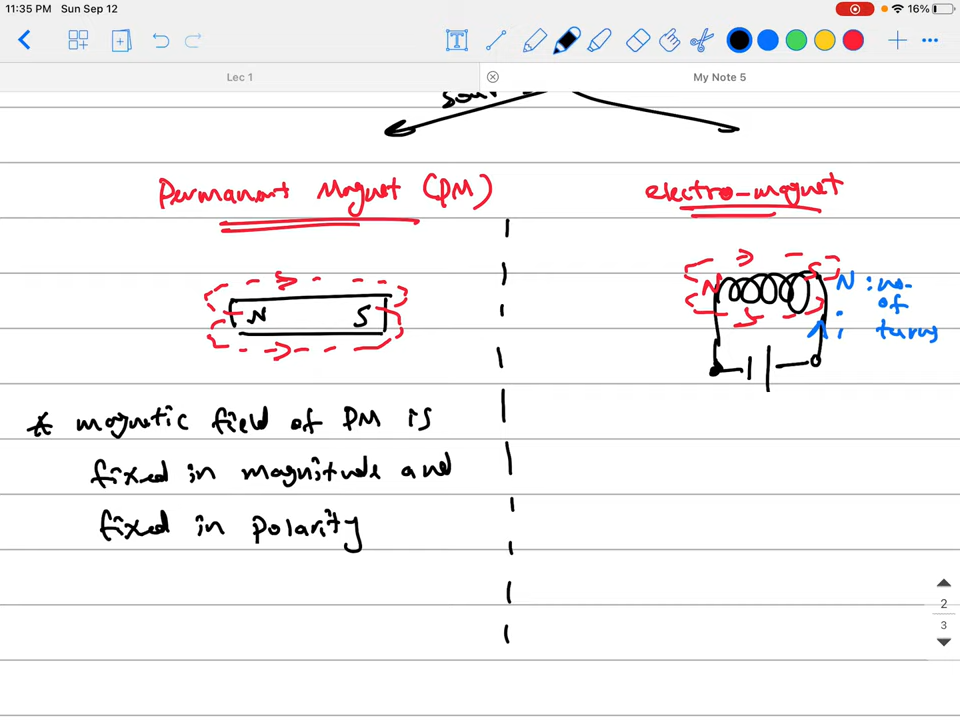 11:35 PM Sun Sep 12
16%
Lec 1
My Note 5
Permanant Magnet (PM)
electro-magnet
N S
N S
N : no.
of
i turns
* magnetic field of PM is
fixed in magnitude and
fixed in polarity
2
3